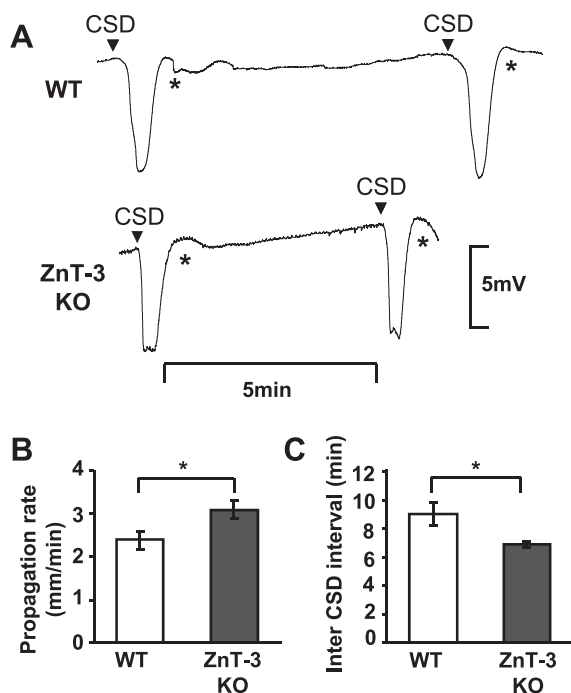 A
CSD
CSD
*
*
WT
CSD
CSD
*
*
ZnT-3
KO
5mV
5min
B
Propagation rate
(mm/min)
4
3
2
1
0
*
WT
ZnT-3
KO
C
Inter CSD interval (min)
12
10
8
6
4
2
0
*
WT
ZnT-3
KO